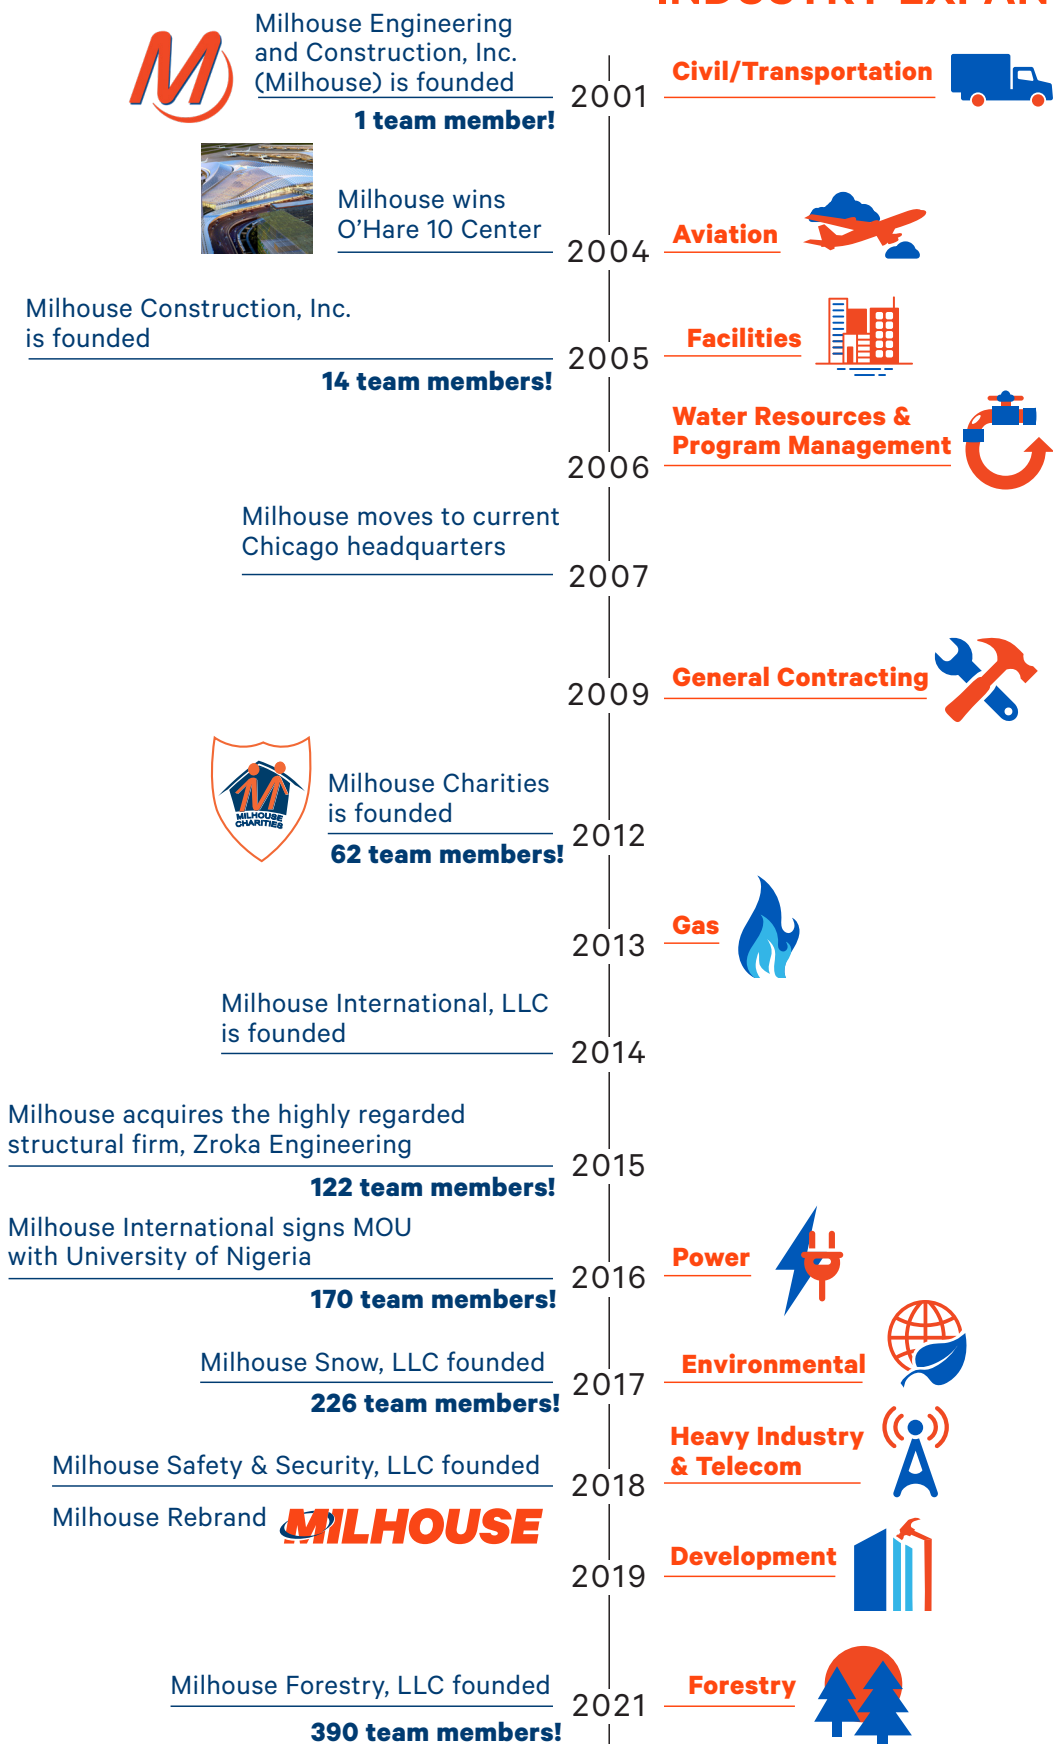 INDUSTRY EXPAN
Milhouse Engineering
and Construction, Inc.
(Milhouse) is founded
1 team member!
2001
Civil/Transportation
Milhouse wins
O'Hare 10 Center
2004
Aviation
Milhouse Construction, Inc.
is founded
14 team members!
2005
Facilities
Water Resources &
Program Management
2006
Milhouse moves to current
Chicago headquarters
2007
General Contracting
2009
MILHOUSE
CHARITIES
Milhouse Charities
is founded
62 team members!
2012
Gas
2013
Milhouse International, LLC
is founded
2014
Milhouse acquires the highly regarded
structural firm, Zroka Engineering
122 team members!
2015
Milhouse International signs MOU
with University of Nigeria
170 team members!
2016
Power
Milhouse Snow, LLC founded
226 team members!
2017
Environmental
Milhouse Safety & Security, LLC founded
2018
Heavy Industry
& Telecom
Milhouse Rebrand
MILHOUSE
2019
Development
Milhouse Forestry, LLC founded
390 team members!
2021
Forestry